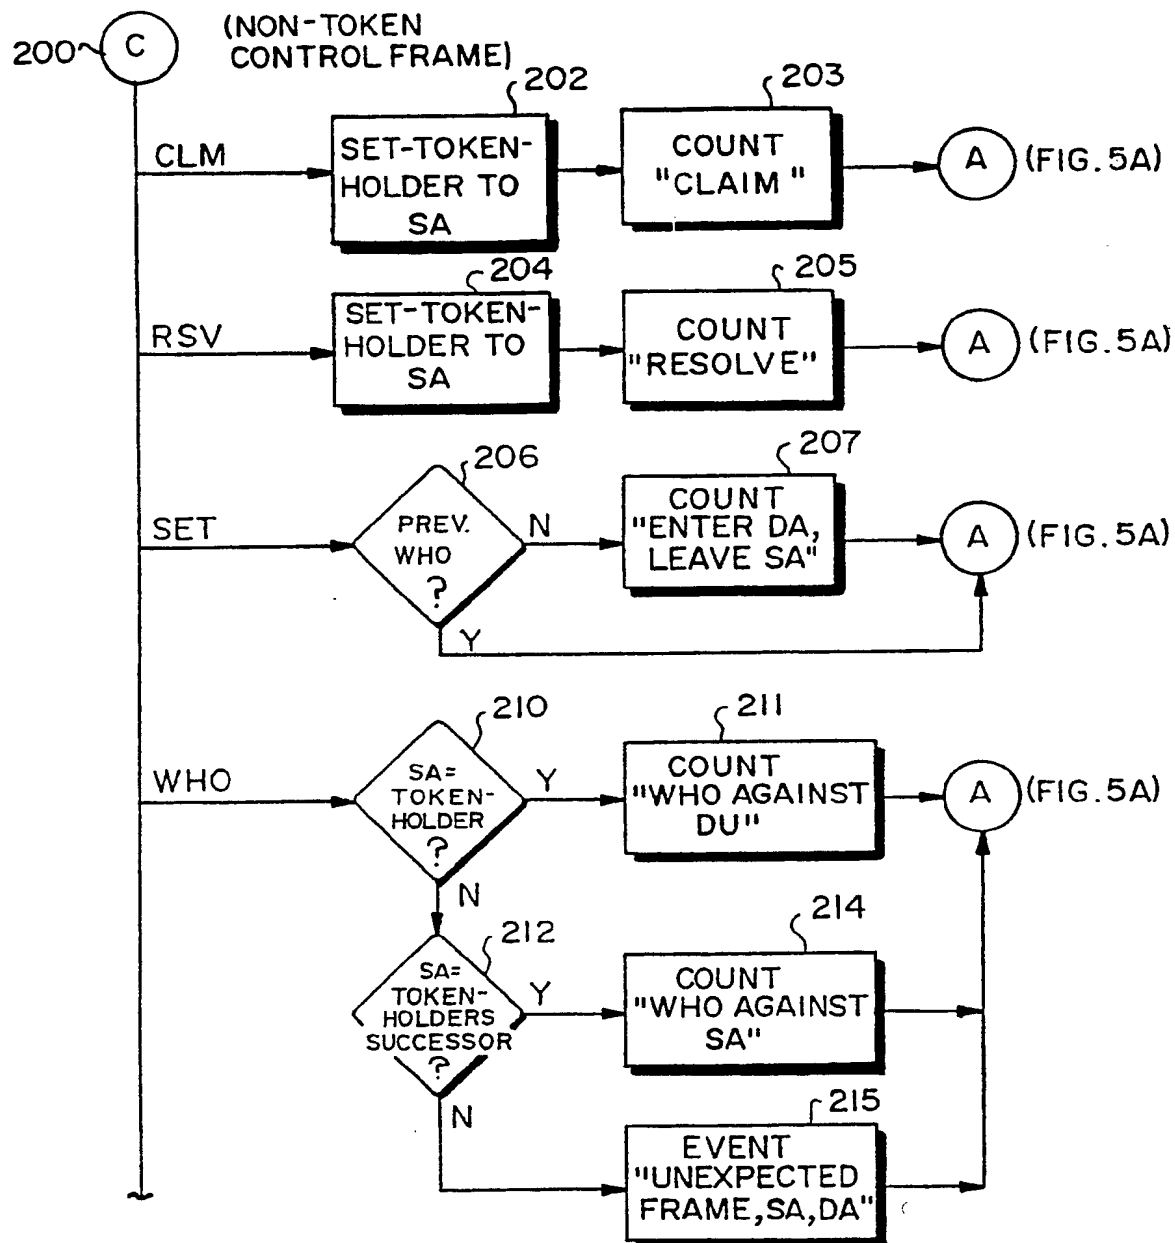 200 C (NON-TOKEN
CONTROL FRAME)
202
203
CLM
SET-TOKEN-
HOLDER TO
SA
COUNT
"CLAIM"
A (FIG. 5A)
204
205
RSV
SET-TOKEN-
HOLDER TO
SA
COUNT
"RESOLVE"
A (FIG. 5A)
206
207
SET
PREV.
WHO
?
N
Y
COUNT
"ENTER DA,
LEAVE SA"
A (FIG. 5A)
210
211
WHO
SA=
TOKEN-
HOLDER
?
Y
N
COUNT
"WHO AGAINST
DU"
A (FIG. 5A)
212
214
SA=
TOKEN-
HOLDERS
SUCCESSOR
?
Y
N
COUNT
"WHO AGAINST
SA"
215
EVENT
"UNEXPECTED
FRAME,SA,DA"